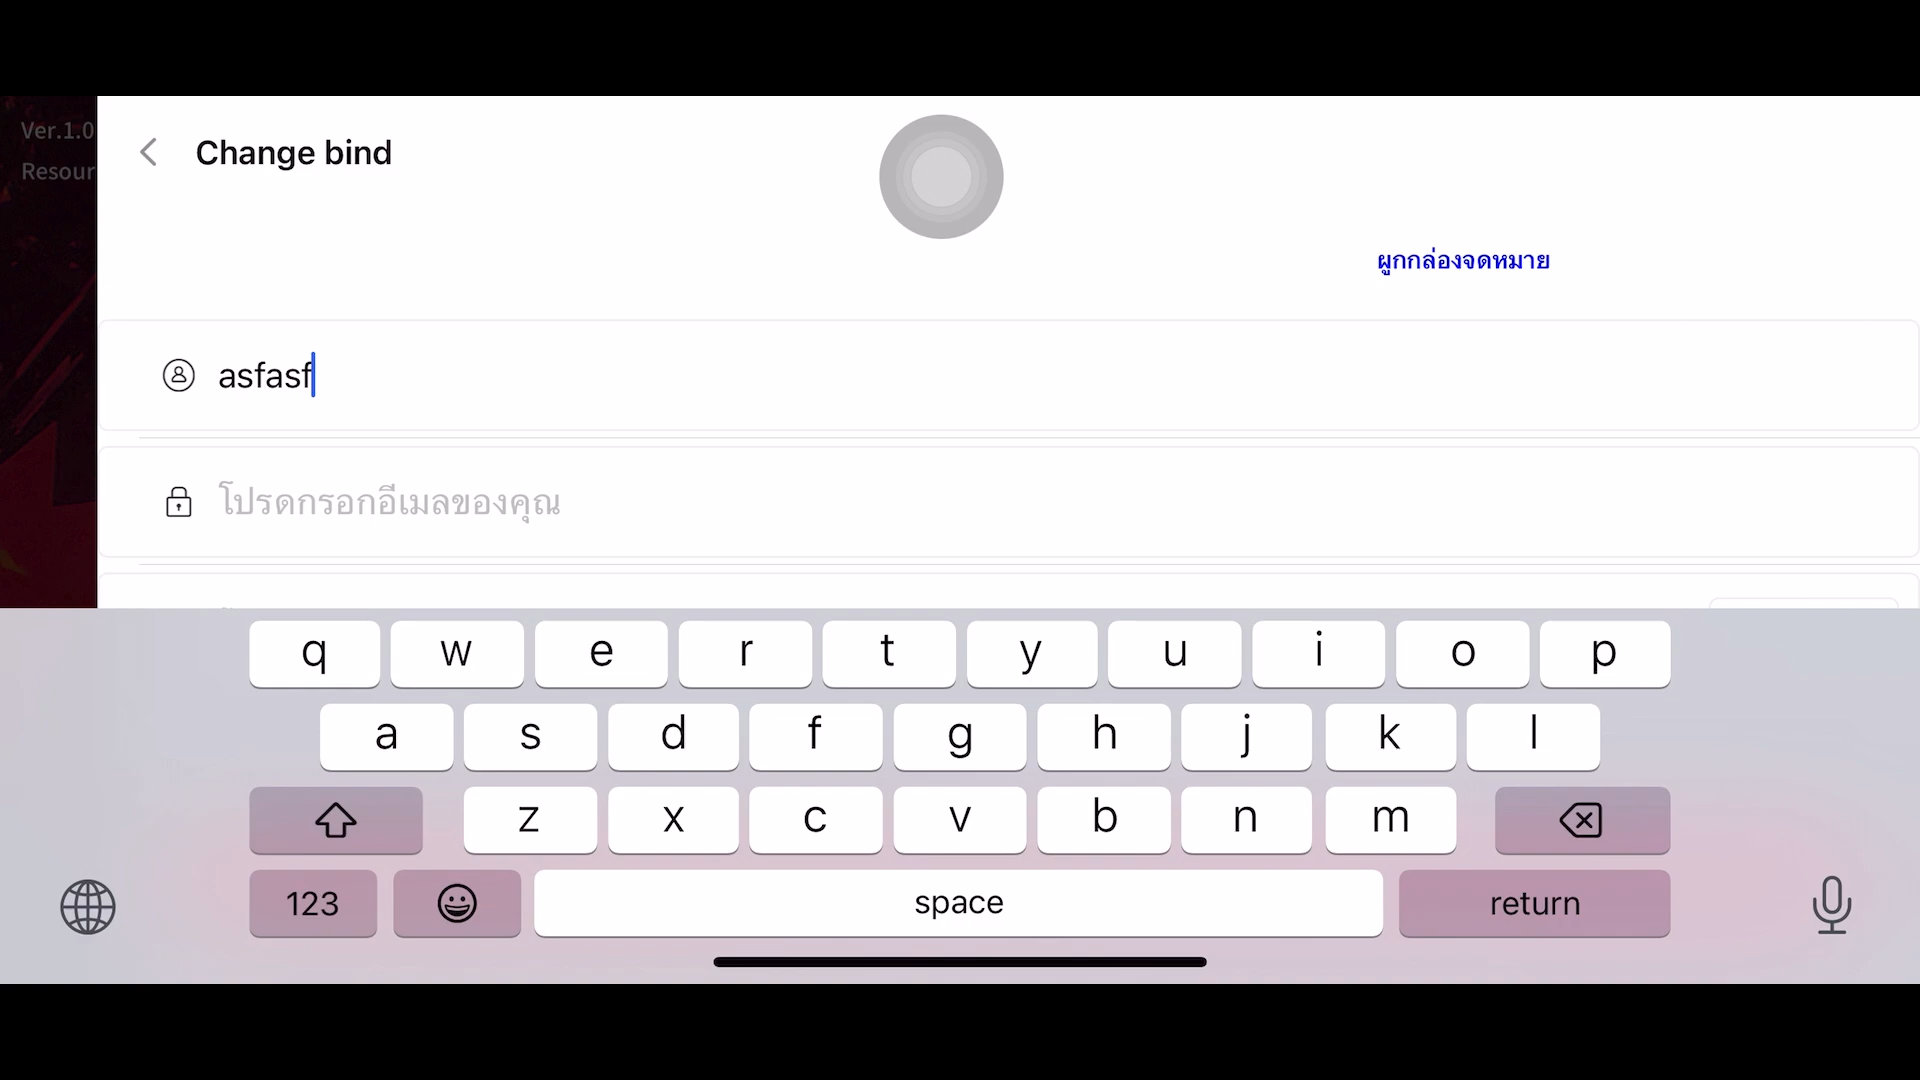 Ver.1.0
Resour
Change bind
ผูกกล่องจดหมาย
asfasf
โปรดกรอกอีเมลของคุณ
q w e r t y u i o p
a s d f g h j k l
z x c v b n m
123 space return